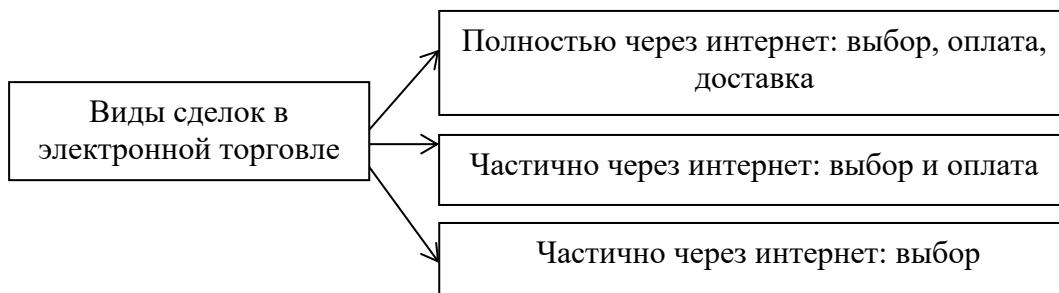 Виды сделок в
электронной торговле
Полностью через интернет: выбор, оплата,
доставка
Частично через интернет: выбор и оплата
Частично через интернет: выбор